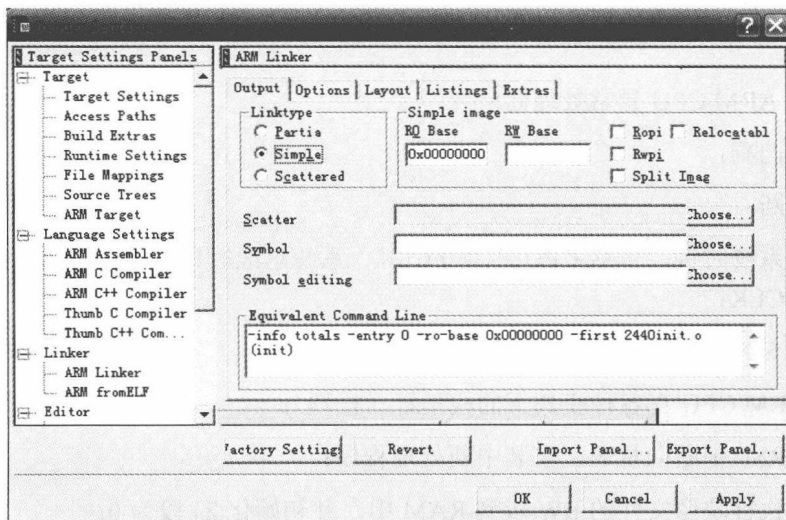 Target Settings Panels
Target
Target Settings
Access Paths
Build Extras
Runtime Settings
File Mappings
Source Trees
ARM Target
Language Settings
ARM Assembler
ARM C Compiler
ARM C++ Compiler
Thumb C Compiler
Thumb C++ Com...
Linker
ARM Linker
ARM fromELF
Editor
ARM Linker
Output Options Layout Listings Extras
Linktype
Partia
Simple
Scattered
Simple image
RO Base RW Base
0x00000000
Ropi Relocatabl
Rwpi
Split Imag
Scatter Choose...
Symbol Choose...
Symbol editing Choose...
Equivalent Command Line
-info totals -entry 0 -ro-base 0x00000000 -first 2440init.o
(init)
Factory Setting Revert Import Panel... Export Panel...
OK Cancel Apply